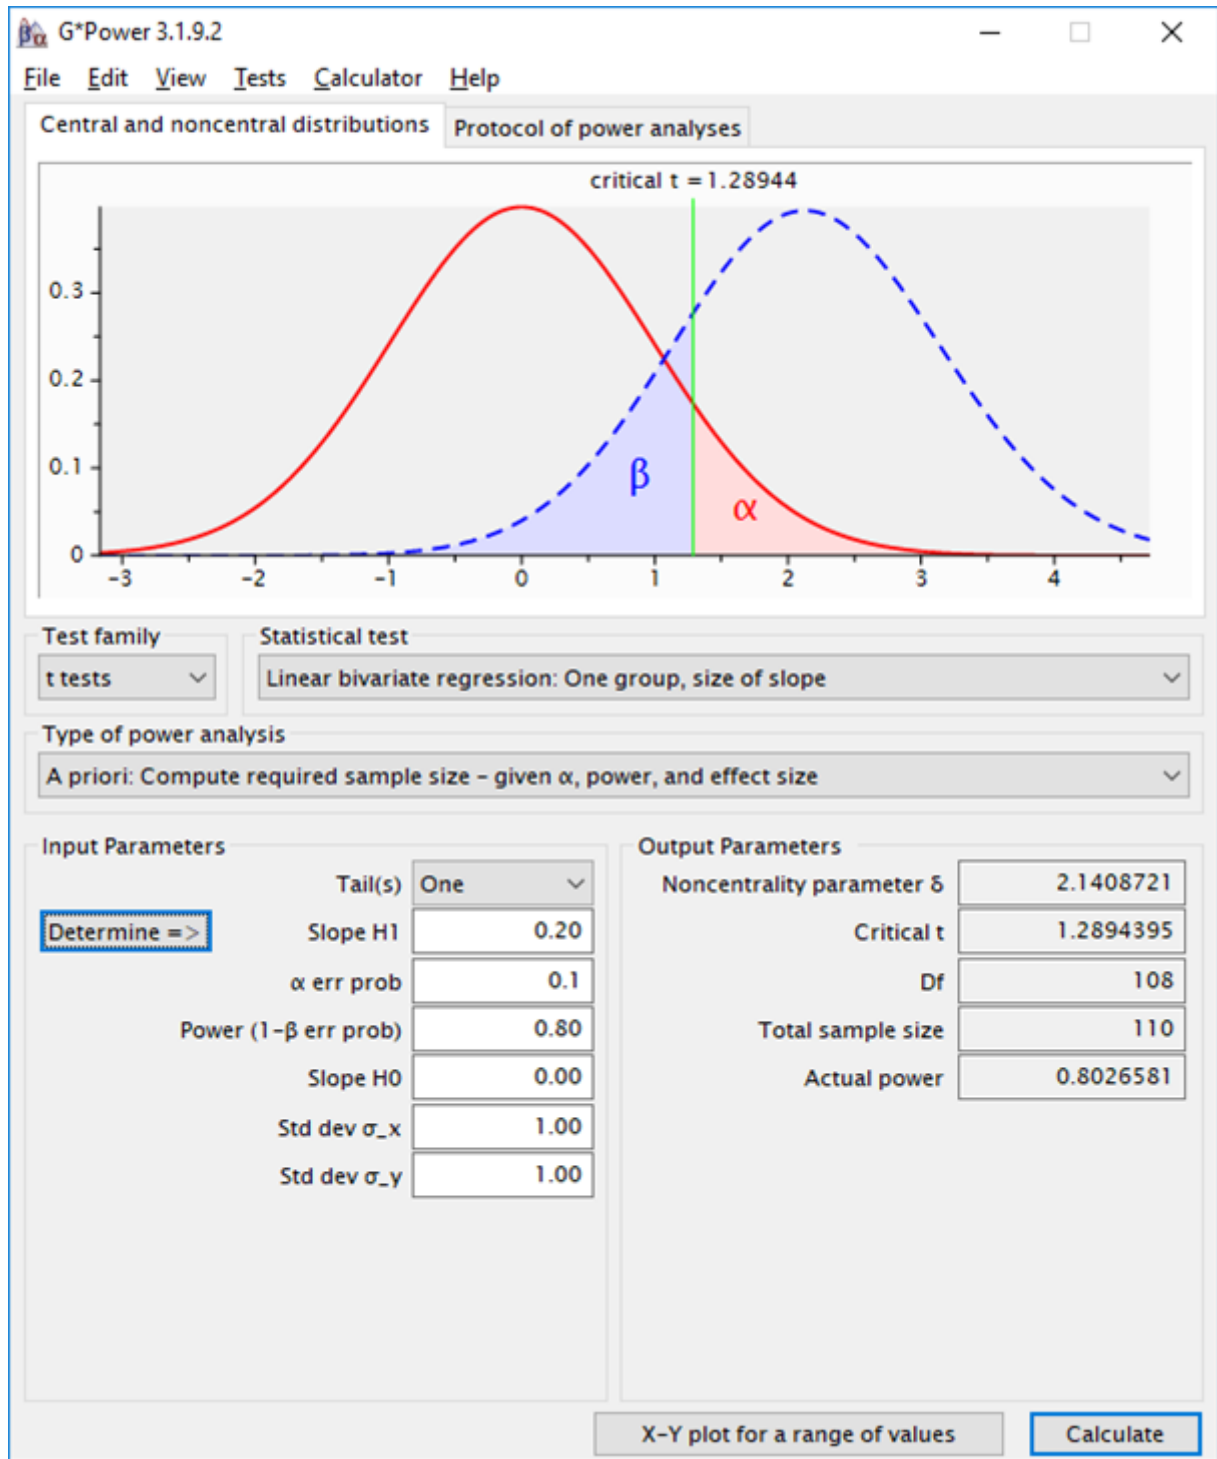 G*Power 3.1.9.2
File Edit View Tests Calculator Help
Central and noncentral distributions Protocol of power analyses
critical t = 1.28944
0.3
0.2
0.1
0
β
α
-3 -2 -1 0 1 2 3 4
Test family Statistical test
t tests Linear bivariate regression: One group, size of slope
Type of power analysis
A priori: Compute required sample size – given α, power, and effect size
Input Parameters
Tail(s) One
Determine => Slope H1 0.20
α err prob 0.1
Power (1-β err prob) 0.80
Slope H0 0.00
Std dev σ_x 1.00
Std dev σ_y 1.00
Output Parameters
Noncentrality parameter δ 2.1408721
Critical t 1.2894395
Df 108
Total sample size 110
Actual power 0.8026581
X-Y plot for a range of values Calculate